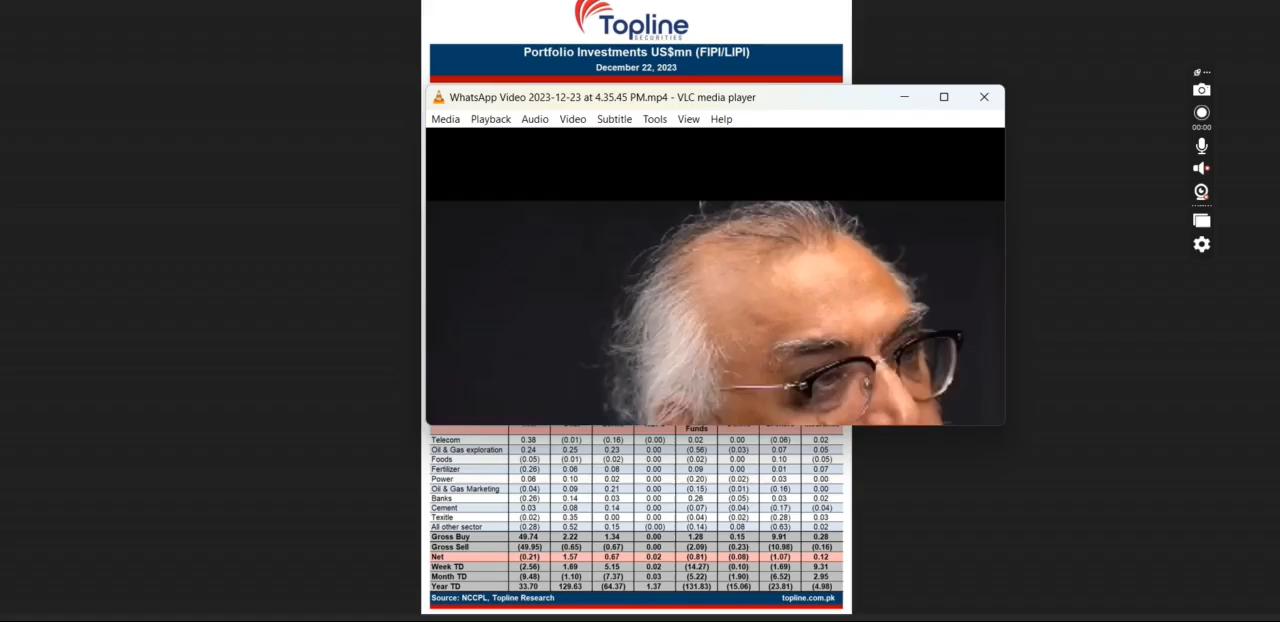 Topline
SECURITIES
Portfolio Investments US$mn (FIPI/LIPI)
December 22, 2023
WhatsApp Video 2023-12-23 at 4.35.45 PM.mp4 - VLC media player
Media Playback Audio Video Subtitle Tools View Help
00:00
Funds
Telecom 0.38 (0.01) (0.16) (0.00) 0.02 0.00 (0.06) 0.02
Oil & Gas exploration 0.24 0.25 0.23 0.00 (0.56) (0.03) 0.07 0.05
Foods (0.05) (0.01) (0.02) 0.00 (0.02) 0.00 0.10 (0.05)
Fertilizer (0.26) 0.06 0.08 0.00 0.09 0.00 0.01 0.07
Power 0.06 0.10 0.02 0.00 (0.20) (0.02) 0.03 0.00
Oil & Gas Marketing (0.04) 0.09 0.21 0.00 (0.15) (0.01) (0.16) 0.00
Banks (0.26) 0.14 0.03 0.00 0.26 (0.05) 0.03 0.02
Cement 0.03 0.08 0.14 0.00 (0.07) (0.04) (0.17) (0.04)
Texitle (0.02) 0.35 0.00 0.00 (0.04) (0.02) (0.28) 0.03
All other sector (0.28) 0.52 0.15 (0.00) (0.14) 0.08 (0.63) 0.02
Gross Buy 49.74 2.22 1.34 0.00 1.28 0.15 9.91 0.28
Gross Sell (49.95) (0.65) (0.67) 0.00 (2.09) (0.23) (10.98) (0.16)
Net (0.21) 1.57 0.67 0.02 (0.81) (0.08) (1.07) 0.12
Week TD (2.56) 1.69 5.15 0.02 (14.27) (0.10) (1.69) 9.31
Month TD (9.48) (1.10) (7.37) 0.03 (5.22) (1.90) (6.52) 2.95
Year TD 33.70 129.63 (64.37) 1.37 (131.83) (15.06) (23.81) (4.98)
Source: NCCPL, Topline Research topline.com.pk